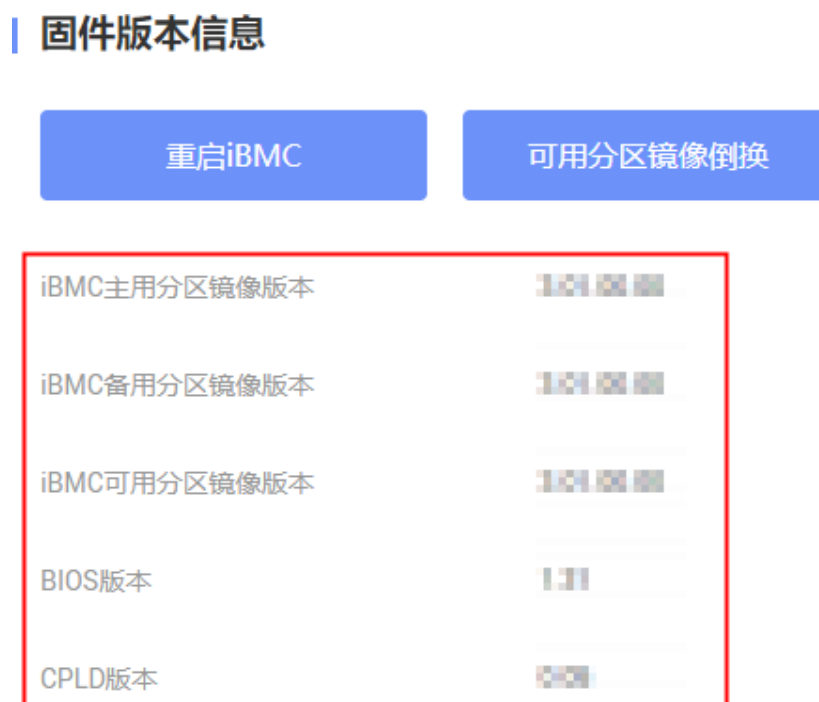 固件版本信息
重启iBMC
可用分区镜像倒换
iBMC主用分区镜像版本
iBMC备用分区镜像版本
iBMC可用分区镜像版本
BIOS版本
CPLD版本